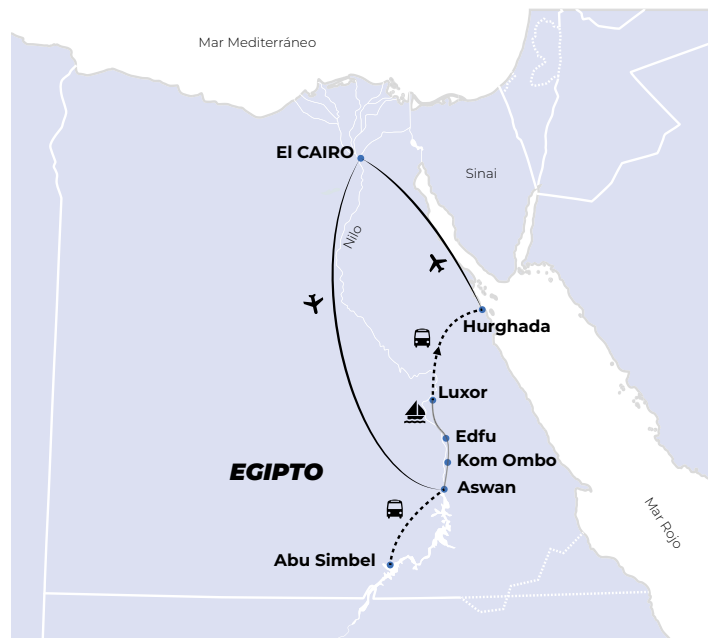 Mar Mediterráneo
El CAIRO
Sinai
Nilo
Hurghada
Luxor
Edfu
Kom Ombo
EGIPTO
Aswan
Mar Rojo
Abu Simbel